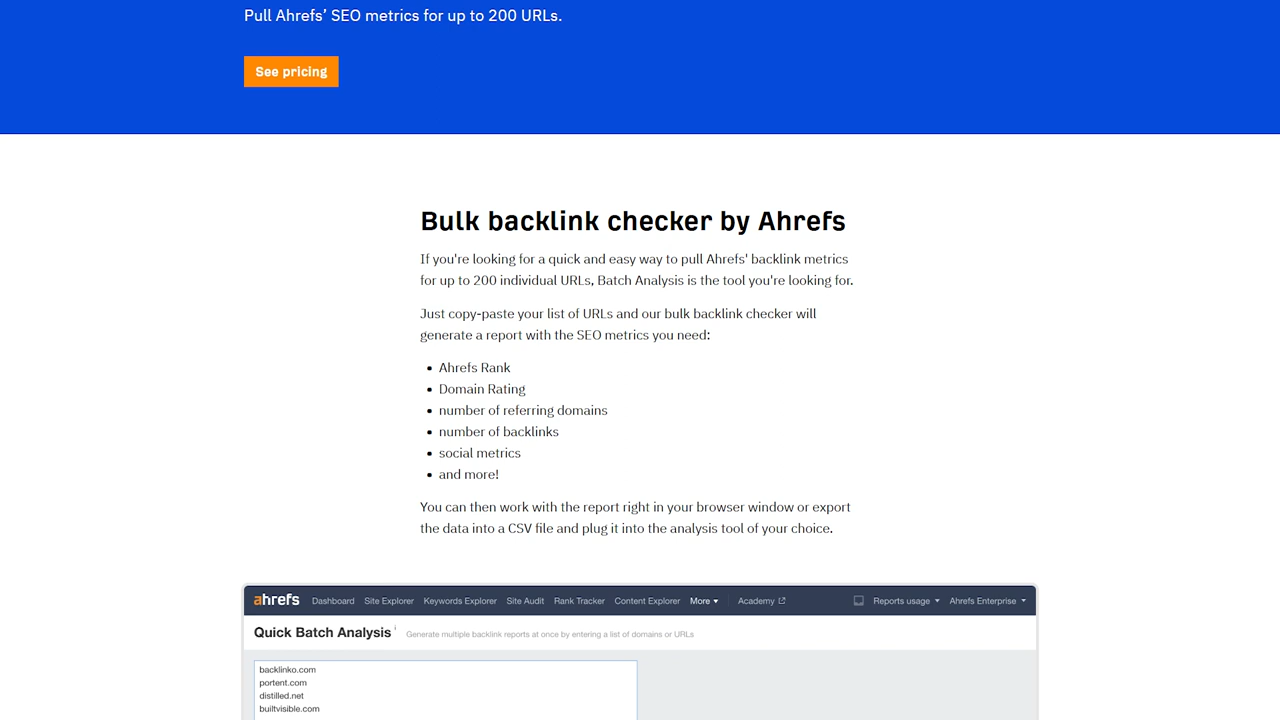 Pull Ahrefs’ SEO metrics for up to 200 URLs.
See pricing
Bulk backlink checker by Ahrefs
If you're looking for a quick and easy way to pull Ahrefs' backlink metrics
for up to 200 individual URLs, Batch Analysis is the tool you're looking for.
Just copy-paste your list of URLs and our bulk backlink checker will
generate a report with the SEO metrics you need:
• Ahrefs Rank
• Domain Rating
• number of referring domains
• number of backlinks
• social metrics
• and more!
You can then work with the report right in your browser window or export
the data into a CSV file and plug it into the analysis tool of your choice.
ahrefs Dashboard Site Explorer Keywords Explorer Site Audit Rank Tracker Content Explorer More Academy Reports usage Ahrefs Enterprise
Quick Batch Analysis i Generate multiple backlink reports at once by entering a list of domains or URLs
backlinko.com
portent.com
distilled.net
builtvisible.com